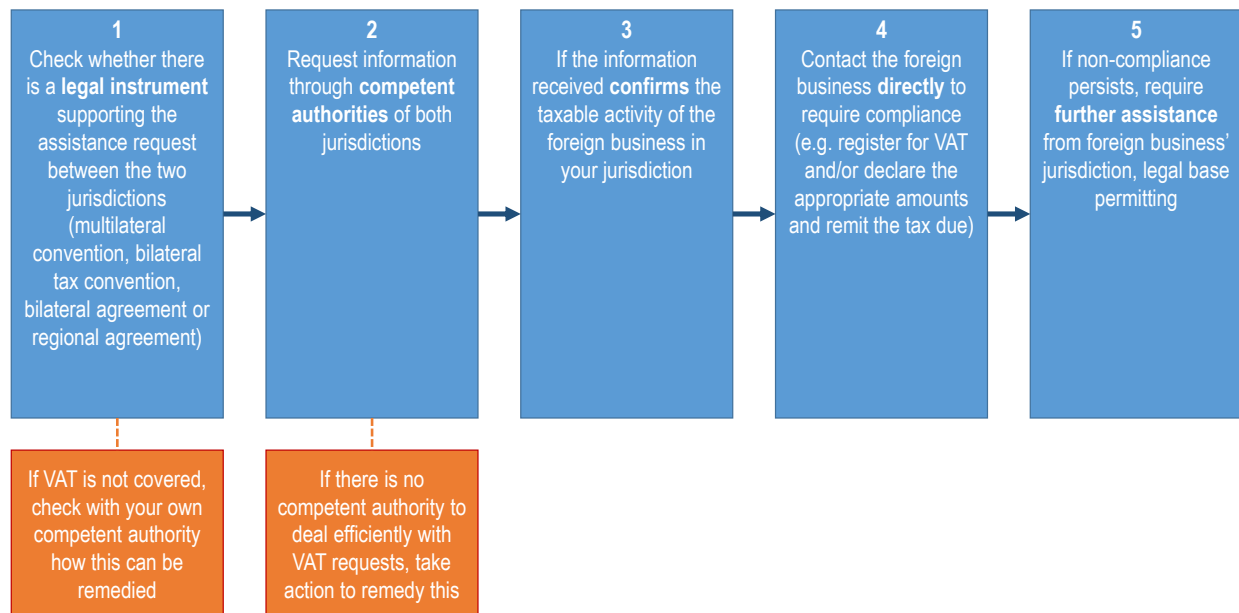 1
Check whether there
is a legal instrument
supporting the
assistance request
between the two
jurisdictions
(multilateral
convention, bilateral
tax convention,
bilateral agreement or
regional agreement)
2
Request information
through competent
authorities of both
jurisdictions
3
If the information
received confirms the
taxable activity of the
foreign business in
your jurisdiction
4
Contact the foreign
business directly to
require compliance
(e.g. register for VAT
and/or declare the
appropriate amounts
and remit the tax due)
5
If non-compliance
persists, require
further assistance
from foreign business’
jurisdiction, legal base
permitting
If VAT is not covered,
check with your own
competent authority
how this can be
remedied
If there is no
competent authority to
deal efficiently with
VAT requests, take
action to remedy this